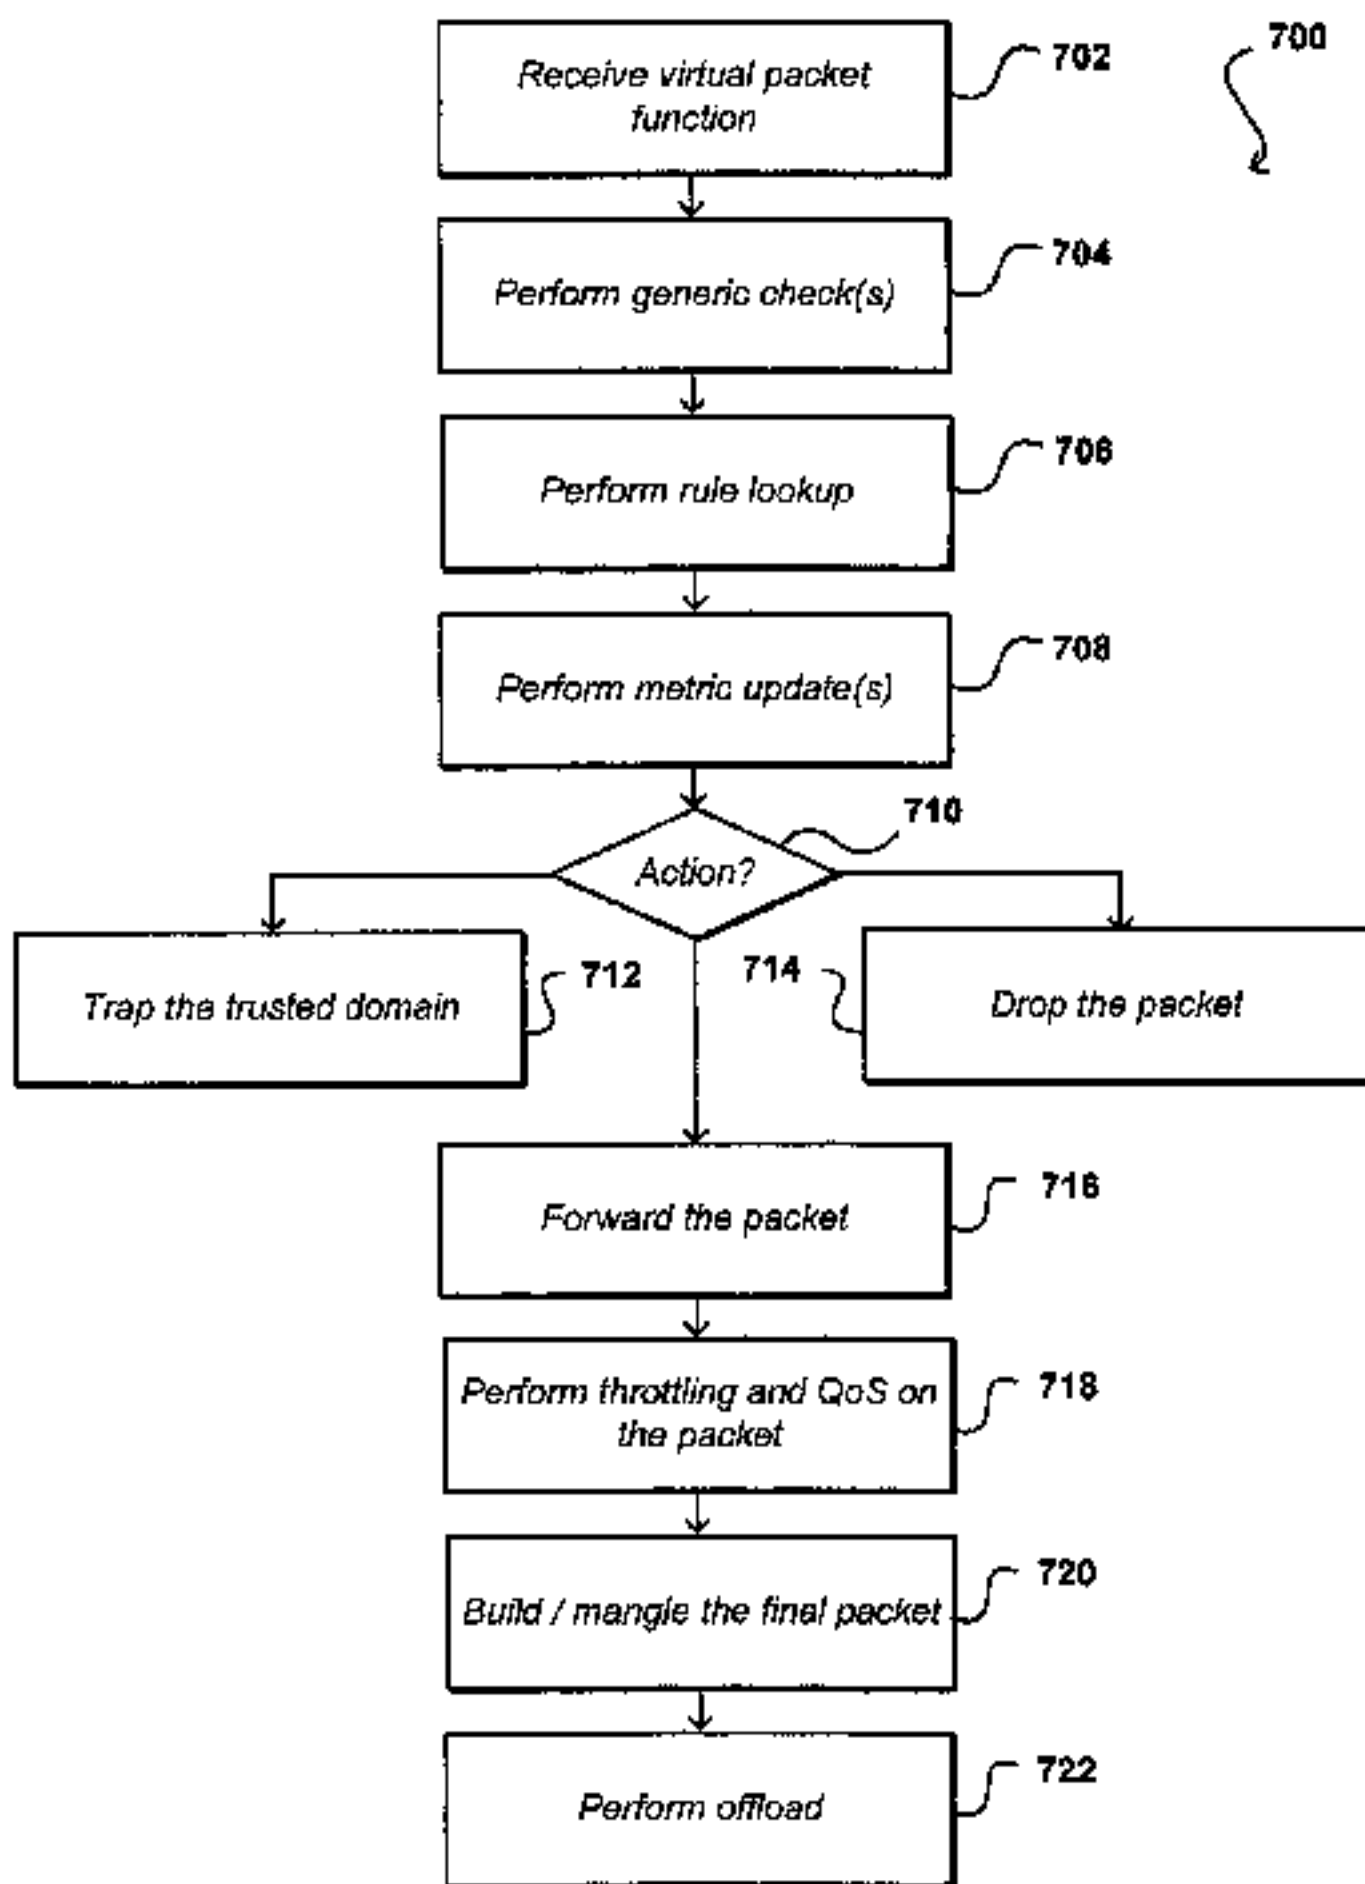 700
Receive virtual packet
function
702
Perform generic check(s)
704
Perform rule lookup
706
Perform metric update(s)
708
Action?
710
Trap the trusted domain
712
714
Drop the packet
Forward the packet
716
Perform throttling and QoS on
the packet
718
Build / mangle the final packet
720
Perform offload
722